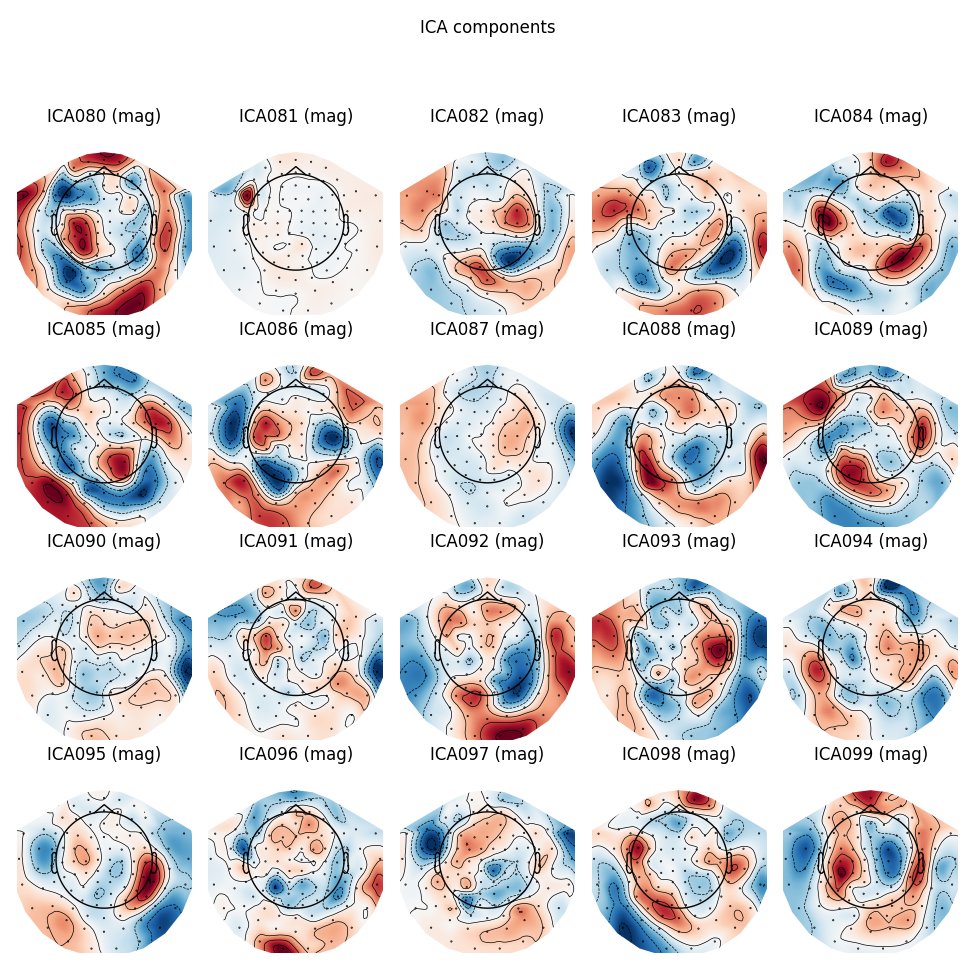 ICA components
ICA080 (mag) ICA081 (mag) ICA082 (mag) ICA083 (mag) ICA084 (mag)
ICA085 (mag) ICA086 (mag) ICA087 (mag) ICA088 (mag) ICA089 (mag)
ICA090 (mag) ICA091 (mag) ICA092 (mag) ICA093 (mag) ICA094 (mag)
ICA095 (mag) ICA096 (mag) ICA097 (mag) ICA098 (mag) ICA099 (mag)